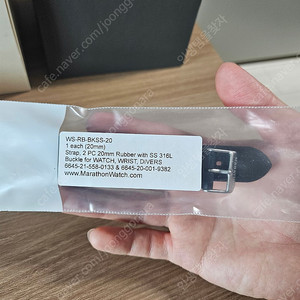 WS-RB-BKSS-20
1 each (20mm)
Strap, 2 PC 20mm Rubber with SS 316L
Buckle for WATCH, WRIST, DIVERS
6645-21-558-0133 & 6645-20-001-9382
www.MarathonWatch.com